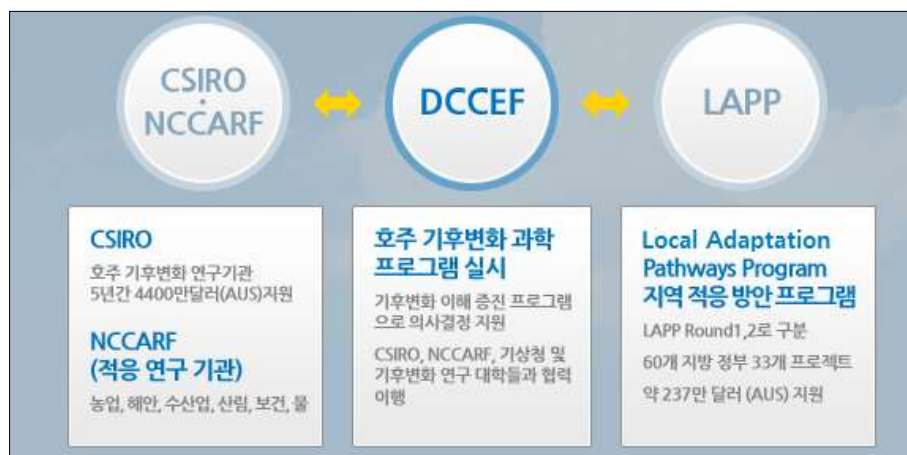 CSIRO
·
NCCARF
DCCEF
LAPP
CSIRO
호주 기후변화 연구기관
5년간 4400만달러(AUS)지원
NCCARF
(적응 연구 기관)
농업, 해안, 수산업, 산림, 보건, 물
호주 기후변화 과학
프로그램 실시
기후변화 이해 증진 프로그램
으로 의사결정 지원
CSIRO, NCCARF, 기상청 및
기후변화 연구 대학들과 협력
이행
Local Adaptation
Pathways Program
지역 적응 방안 프로그램
LAPP Round1,2로 구분
60개 지방 정부 33개 프로젝트
약 237만 달러 (AUS) 지원